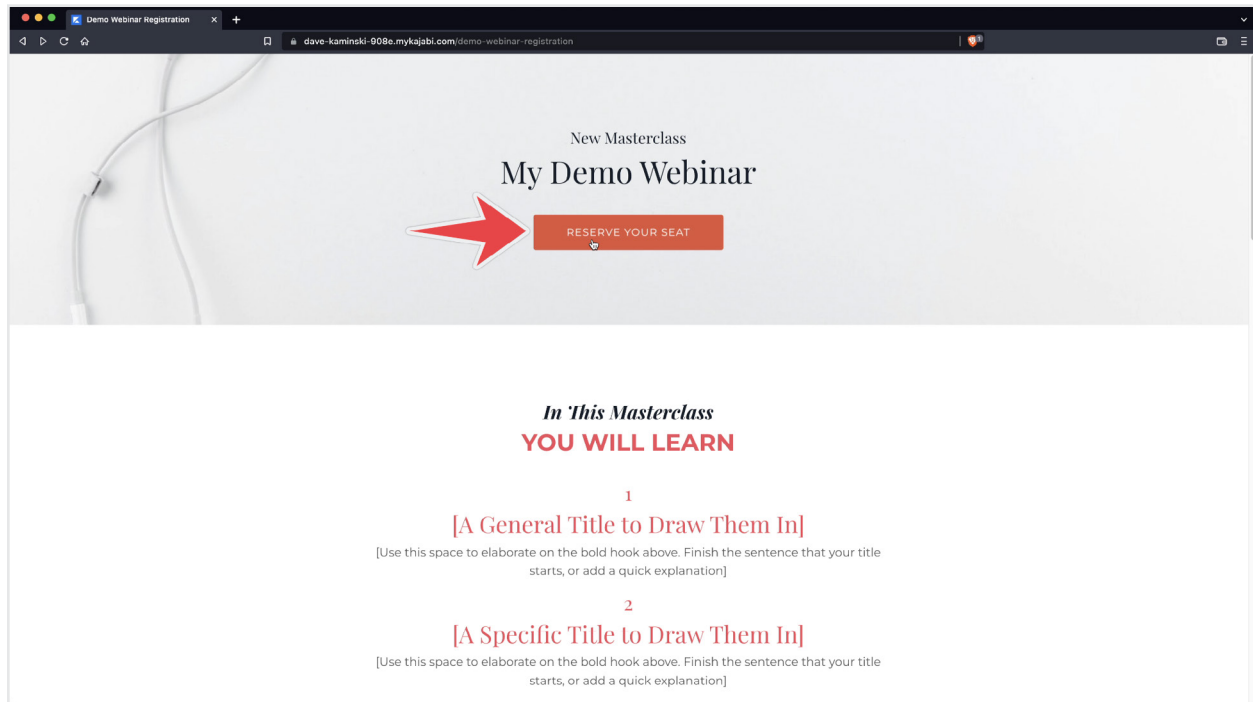 Demo Webinar Registration
dave-kaminski-908e.mykajabi.com/demo-webinar-registration
New Masterclass
My Demo Webinar
RESERVE YOUR SEAT
In This Masterclass
YOU WILL LEARN
1
[A General Title to Draw Them In]
[Use this space to elaborate on the bold hook above. Finish the sentence that your title
starts, or add a quick explanation]
2
[A Specific Title to Draw Them In]
[Use this space to elaborate on the bold hook above. Finish the sentence that your title
starts, or add a quick explanation]